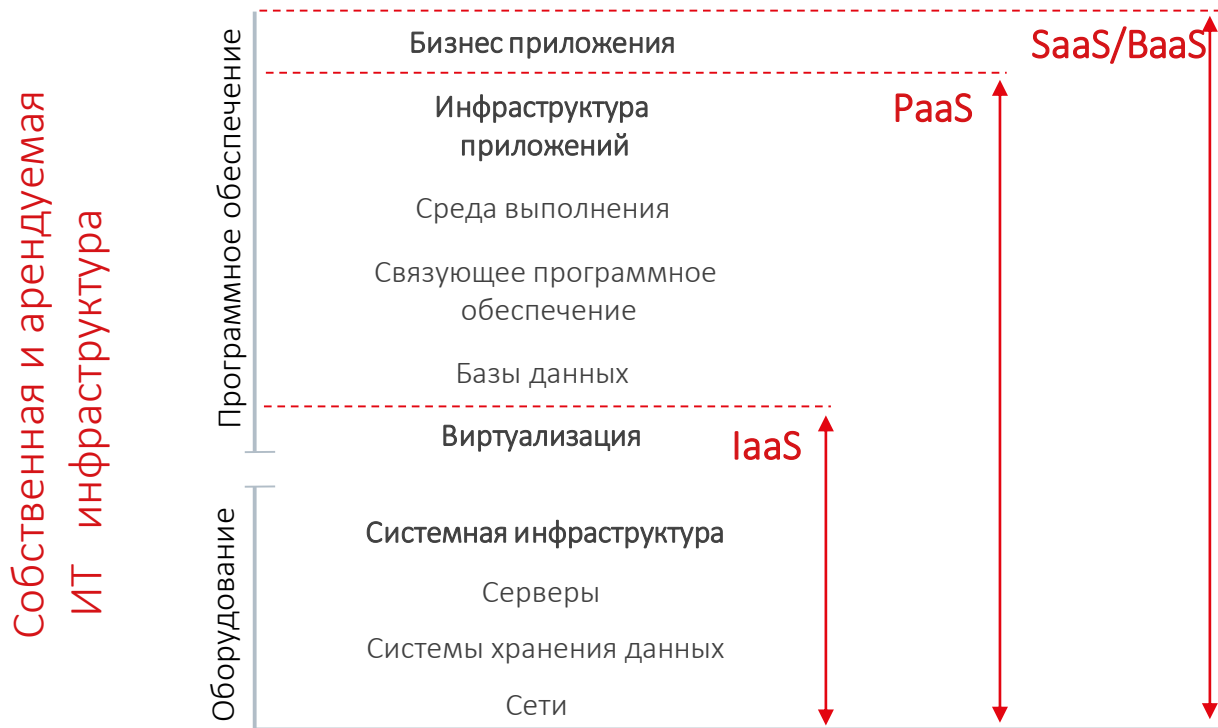 Собственная и арендуемая
ИТ инфраструктура
Программное обеспечение
Оборудование
Бизнес приложения
SaaS/BaaS
Инфраструктура
приложений
PaaS
Среда выполнения
Связующее программное
обеспечение
Базы данных
Виртуализация
IaaS
Системная инфраструктура
Серверы
Системы хранения данных
Сети